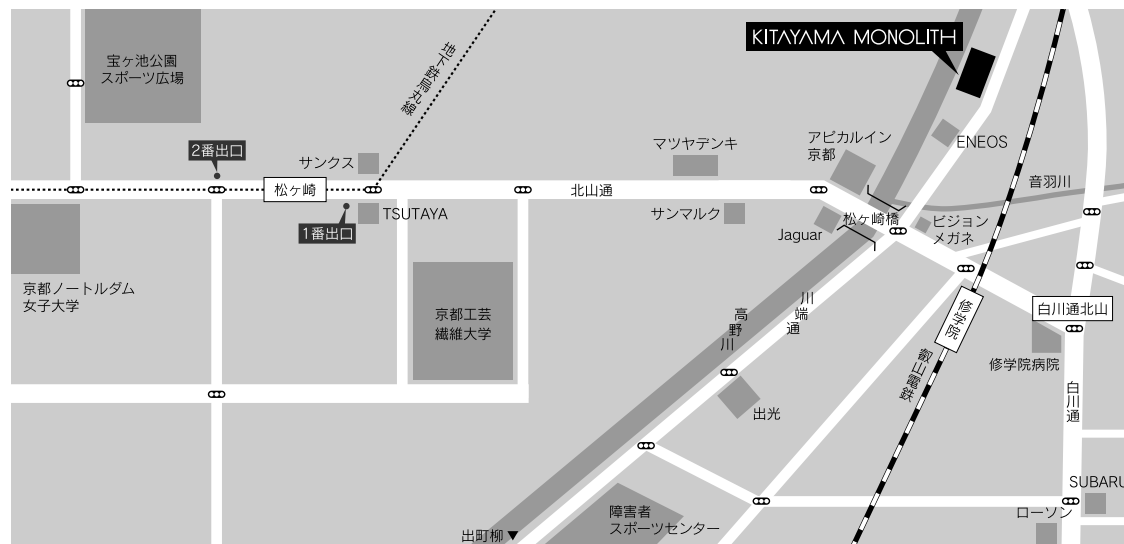 KITAYAMA MONOLITH
宝ヶ池公園
スポーツ広場
地下鉄烏丸線
2番出口
サンクス
マツヤデンキ
アピカルイン
京都
ENEOS
松ヶ崎
北山通
音羽川
1番出口
TSUTAYA
サンマルク
Jaguar
松ヶ崎橋
ビジョン
メガネ
京都ノートルダム
女子大学
京都工芸
繊維大学
高野川
川端通
修学院
白川通北山
叡山電鉄
修学院病院
白川通
出光
出町柳▼
障害者
スポーツセンター
SUBARU
ローソン